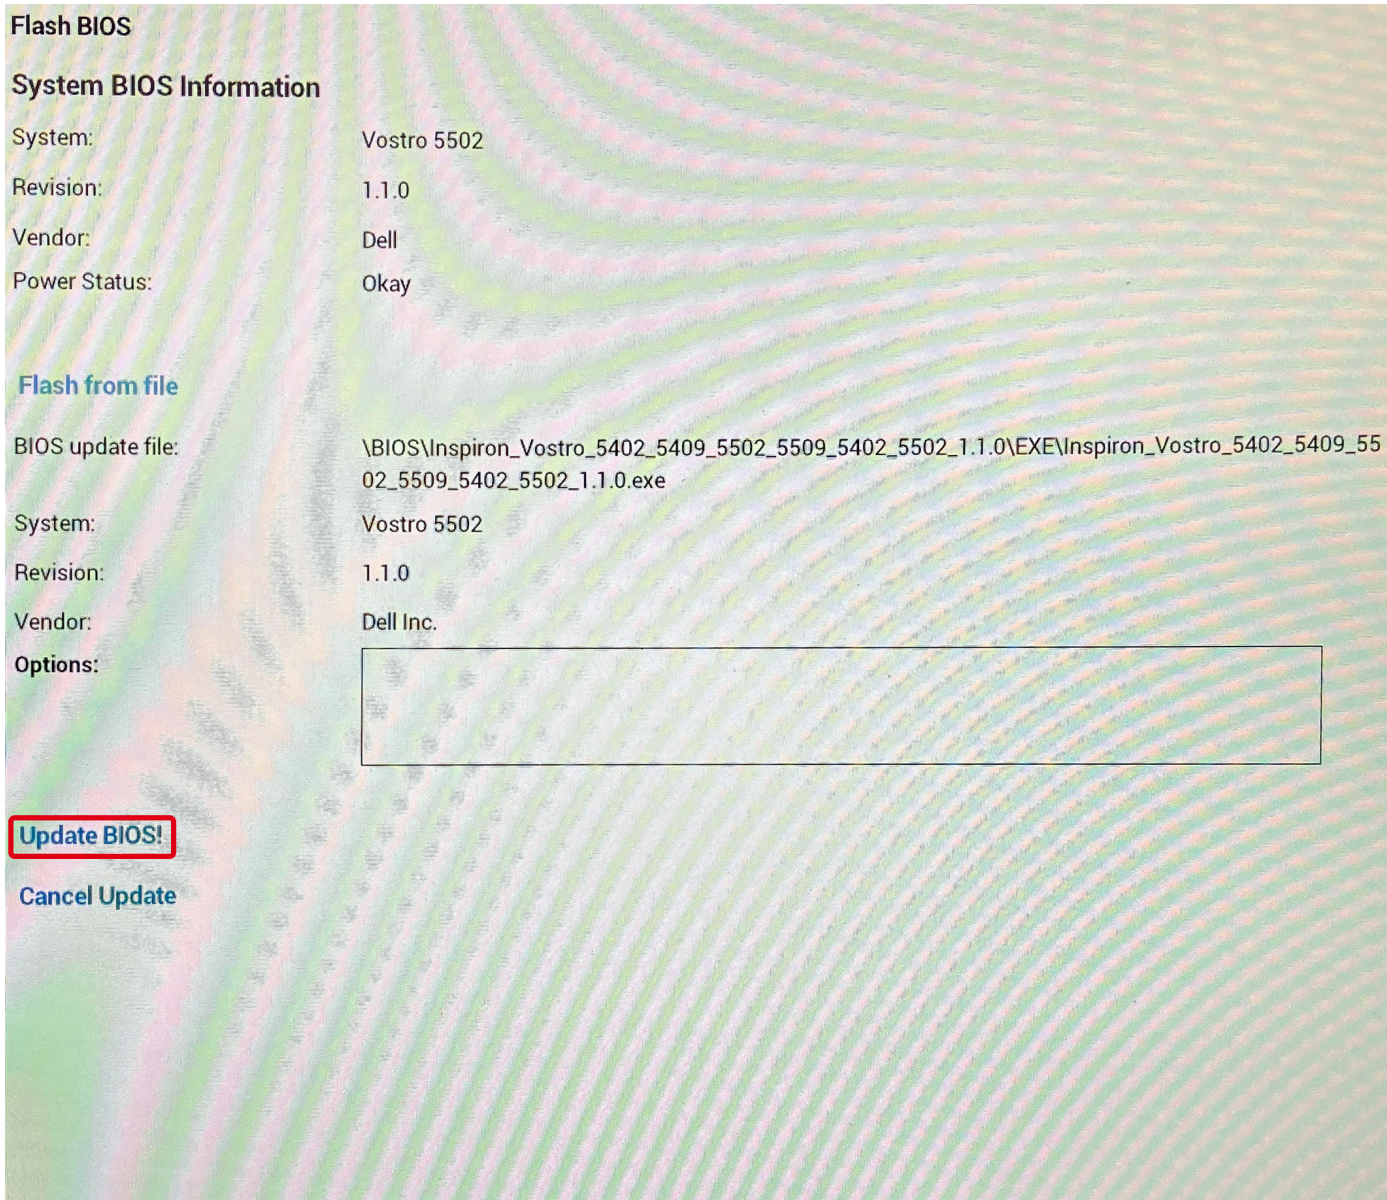 Flash BIOS
System BIOS Information
System: Vostro 5502
Revision: 1.1.0
Vendor: Dell
Power Status: Okay
Flash from file
BIOS update file: \BIOS\Inspiron_Vostro_5402_5409_5502_5509_5402_5502_1.1.0\EXE\Inspiron_Vostro_5402_5409_55
02_5509_5402_5502_1.1.0.exe
System: Vostro 5502
Revision: 1.1.0
Vendor: Dell Inc.
Options:
Update BIOS!
Cancel Update